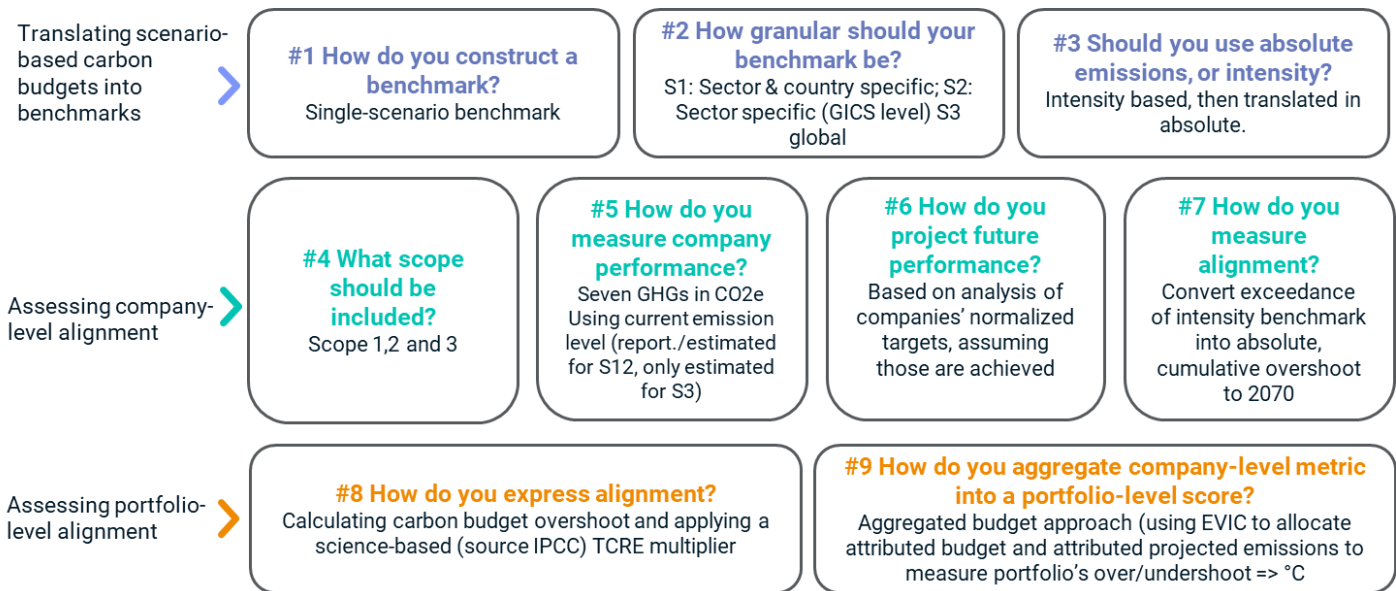 Translating scenario-
based carbon
budgets into
benchmarks
#1 How do you construct a
benchmark?
Single-scenario benchmark
#2 How granular should your
benchmark be?
S1: Sector & country specific; S2:
Sector specific (GICS level) S3
global
#3 Should you use absolute
emissions, or intensity?
Intensity based, then translated in
absolute.
Assessing company-
level alignment
#4 What scope
should be
included?
Scope 1,2 and 3
#5 How do you
measure company
performance?
Seven GHGs in CO2e
Using current emission
level (report./estimated
for S12, only estimated
for S3)
#6 How do you
project future
performance?
Based on analysis of
companies’ normalized
targets, assuming
those are achieved
#7 How do you
measure
alignment?
Convert exceedance
of intensity benchmark
into absolute,
cumulative overshoot
to 2070
Assessing portfolio-
level alignment
#8 How do you express alignment?
Calculating carbon budget overshoot and applying a
science-based (source IPCC) TCRE multiplier
#9 How do you aggregate company-level metric
into a portfolio-level score?
Aggregated budget approach (using EVIC to allocate
attributed budget and attributed projected emissions to
measure portfolio’s over/undershoot => °C